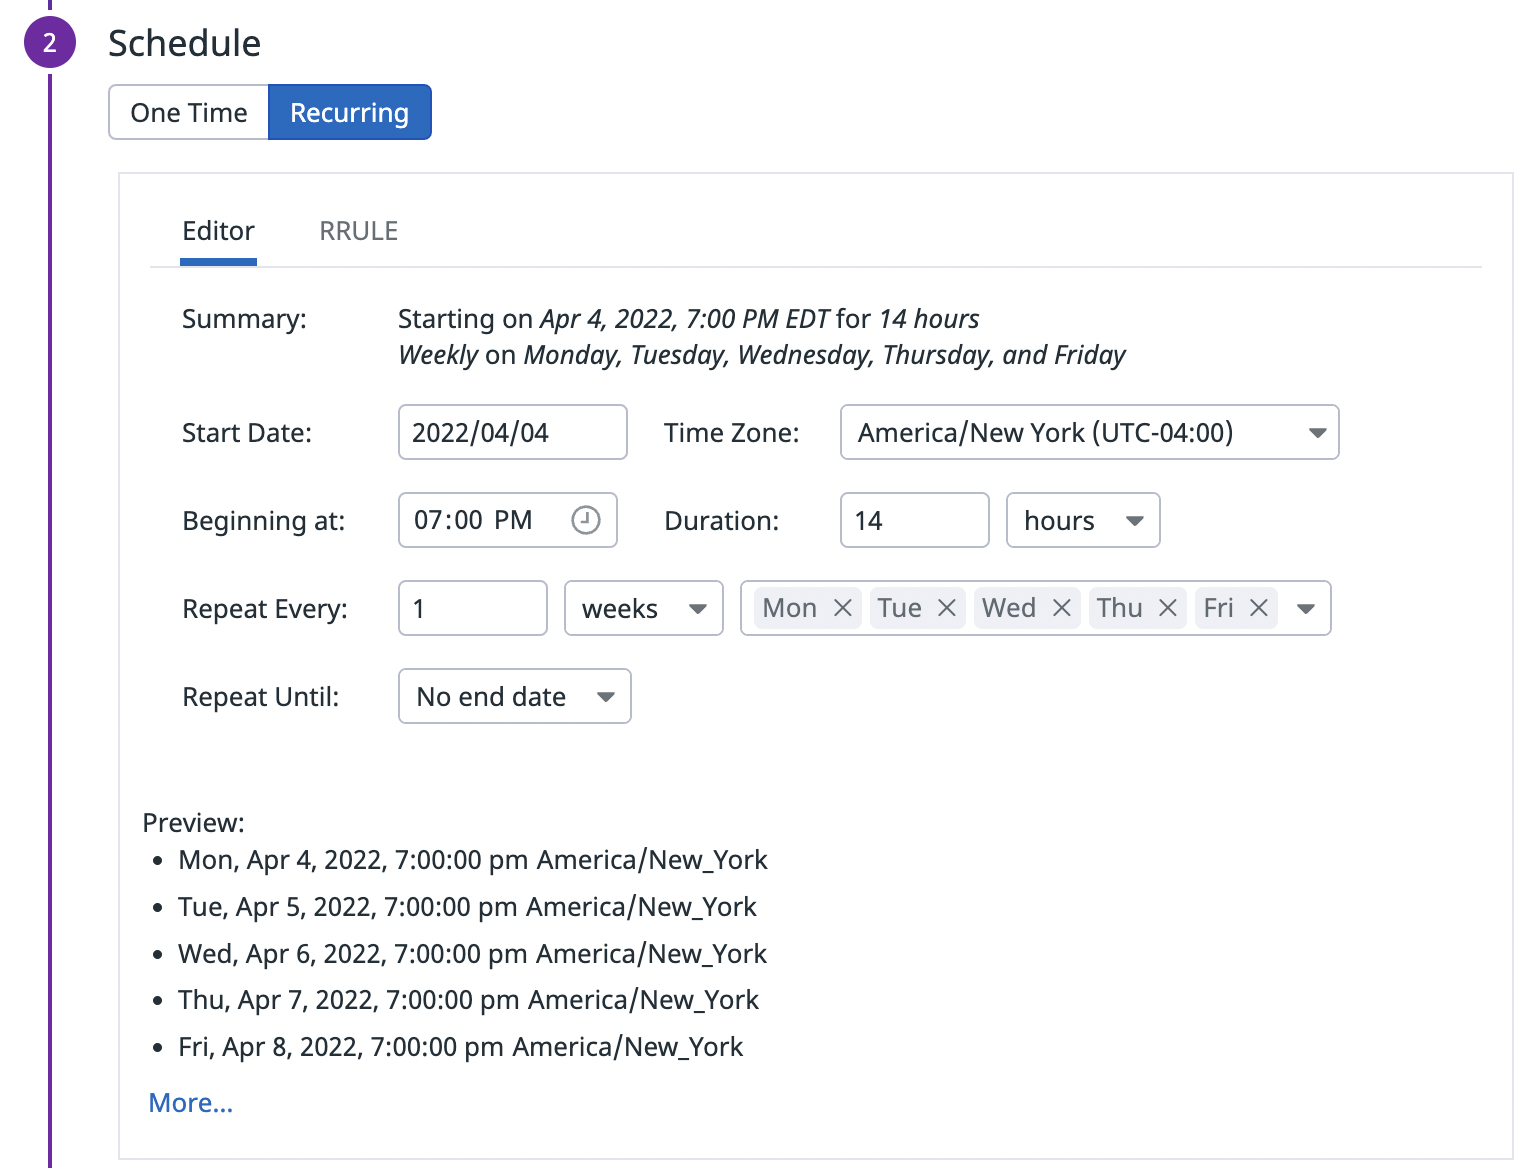 2
Schedule
One Time Recurring
Editor RRULE
Summary: Starting on Apr 4, 2022, 7:00 PM EDT for 14 hours
Weekly on Monday, Tuesday, Wednesday, Thursday, and Friday
Start Date: 2022/04/04 Time Zone: America/New York (UTC-04:00)
Beginning at: 07:00 PM Duration: 14 hours
Repeat Every: 1 weeks Mon Tue Wed Thu Fri
Repeat Until: No end date
Preview:
• Mon, Apr 4, 2022, 7:00:00 pm America/New_York
• Tue, Apr 5, 2022, 7:00:00 pm America/New_York
• Wed, Apr 6, 2022, 7:00:00 pm America/New_York
• Thu, Apr 7, 2022, 7:00:00 pm America/New_York
• Fri, Apr 8, 2022, 7:00:00 pm America/New_York
More...